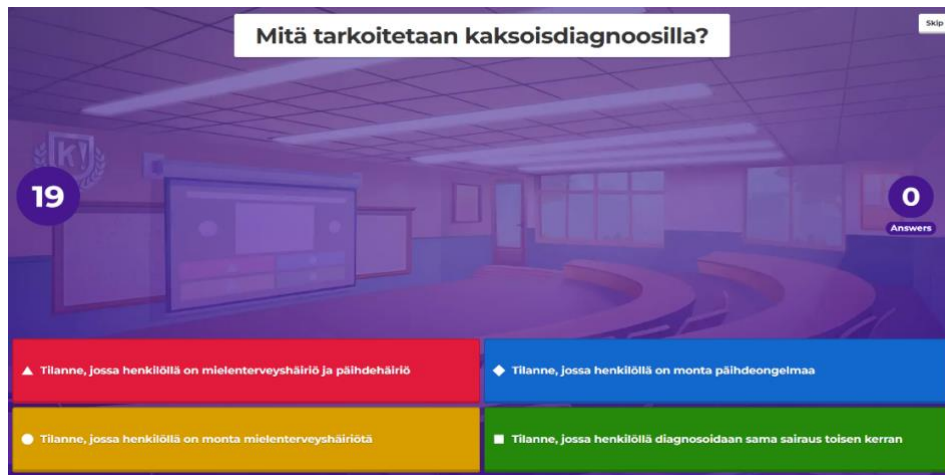 Mitä tarkoitetaan kaksoisdiagnoosilla?
Skip
K!
19
0
Answers
Tilanne, jossa henkilöllä on mielenterveyshäiriö ja päihdehäiriö
Tilanne, jossa henkilöllä on monta päihdeongelmaa
Tilanne, jossa henkilöllä on monta mielenterveyshäiriötä
Tilanne, jossa henkilöllä diagnosoidaan sama sairaus toisen kerran